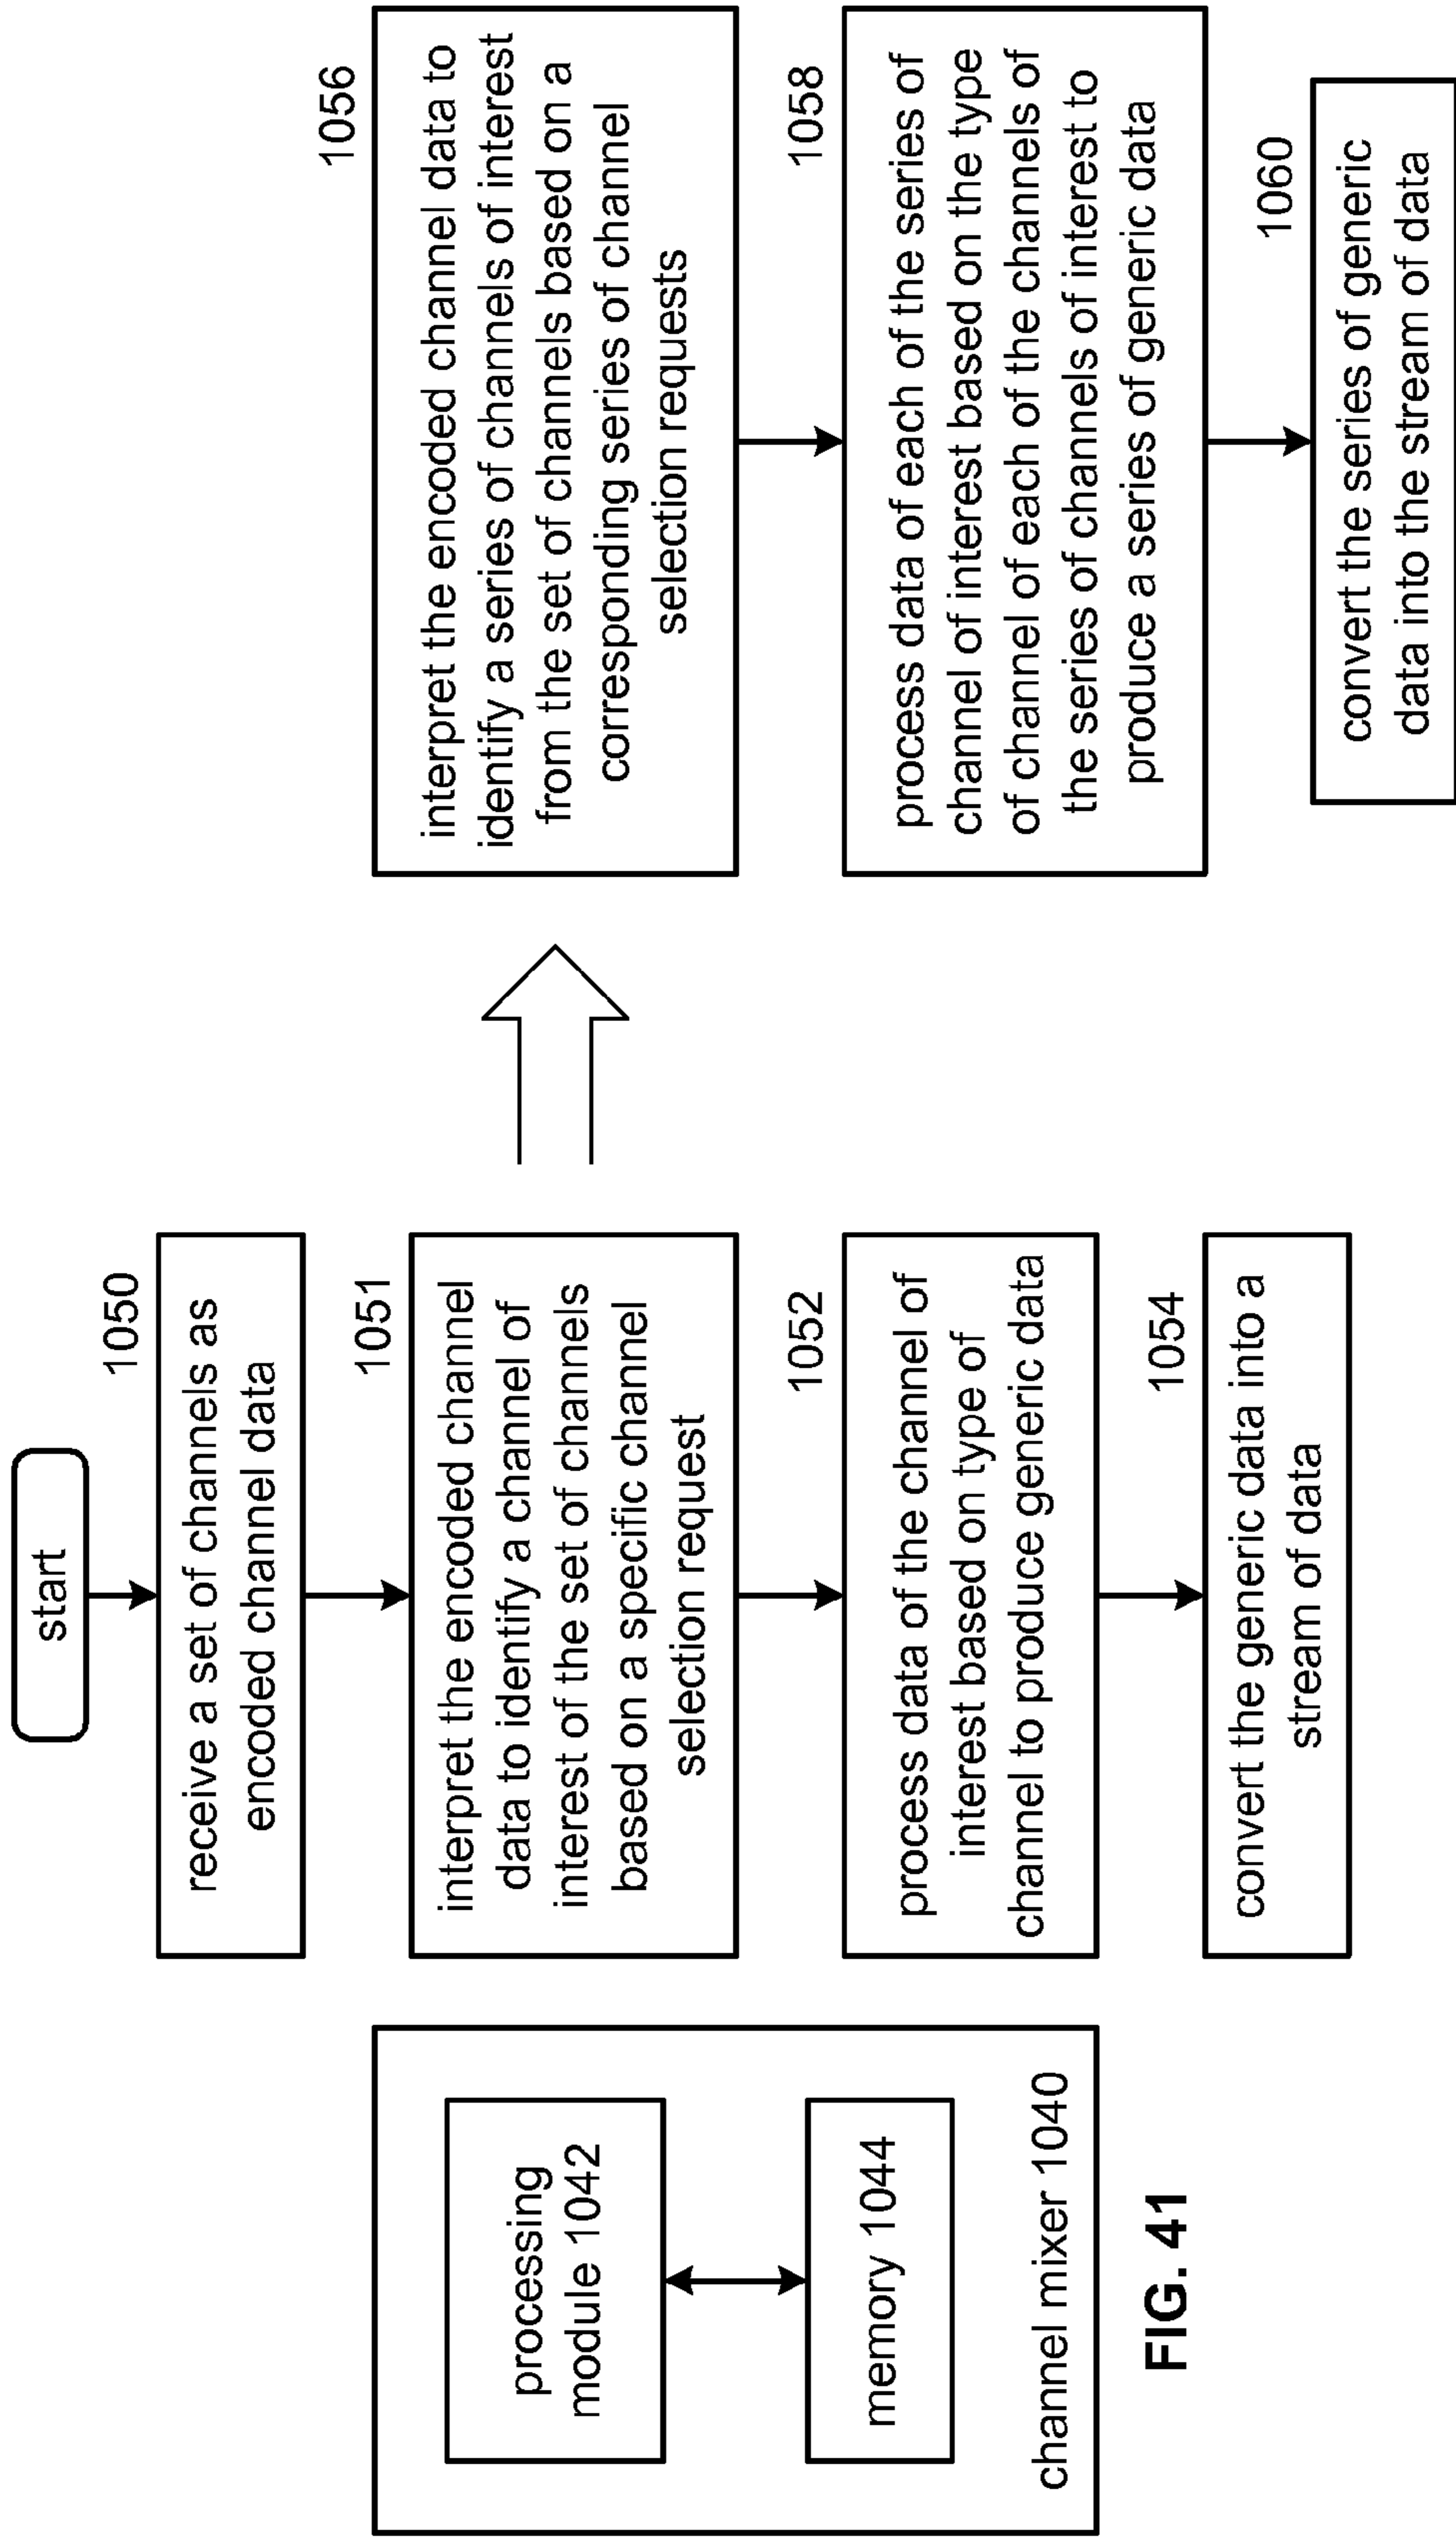 processing
module 1042
memory 1044
channel mixer 1040
FIG. 41
start
1050
receive a set of channels as
encoded channel data
1051
interpret the encoded channel
data to identify a channel of
interest of the set of channels
based on a specific channel
selection request
1052
process data of the channel of
interest based on type of
channel to produce generic data
1054
convert the generic data into a
stream of data
1056
interpret the encoded channel data to
identify a series of channels of interest
from the set of channels based on a
corresponding series of channel
selection requests
1058
process data of each of the series of
channel of interest based on the type
of channel of each of the channels of
the series of channels of interest to
produce a series of generic data
1060
convert the series of generic
data into the stream of data